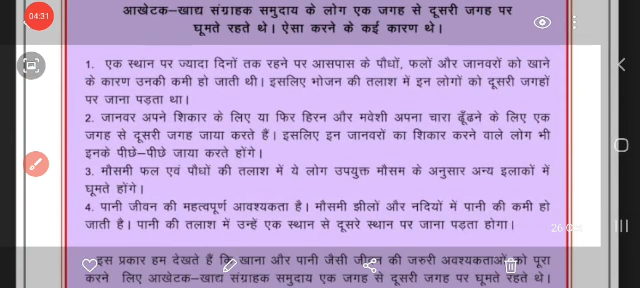 आखेटक–खाद्य संग्राहक समुदाय के लोग एक जगह से दूसरी जगह पर
घूमते रहते थे। ऐसा करने के कई कारण थे।
04:31
1. एक स्थान पर ज्यादा दिनों तक रहने पर आसपास के पौधों, फलों और जानवरों को खाने
के कारण उनकी कमी हो जाती थी। इसलिए भोजन की तलाश में इन लोगों को दूसरी जगहों
पर जाना पड़ता था।
2. जानवर अपने शिकार के लिए या फिर हिरन और मवेशी अपना चारा ढूँढने के लिए एक
जगह से दूसरी जगह जाया करते हैं। इसलिए इन जानवरों का शिकार करने वाले लोग भी
इनके पीछे–पीछे जाया करते होंगे।
3. मौसमी फल एवं पौधों की तलाश में ये लोग उपयुक्त मौसम के अनुसार अन्य इलाकों में
घूमते होंगे।
4. पानी जीवन की महत्वपूर्ण आवश्यकता है। मौसमी झीलों और नदियों में पानी की कमी हो
जाती है। पानी की तलाश में उन्हें एक स्थान से दूसरे स्थान पर जाना पड़ता होगा।
इस प्रकार हम देखते हैं कि खाना और पानी जैसी जीवन की जरुरी अवश्यकताओं को पूरा
करने लिए आखेटक–खाद्य संग्राहक समुदाय एक जगह से दूसरी जगह पर घूमते रहते थे।